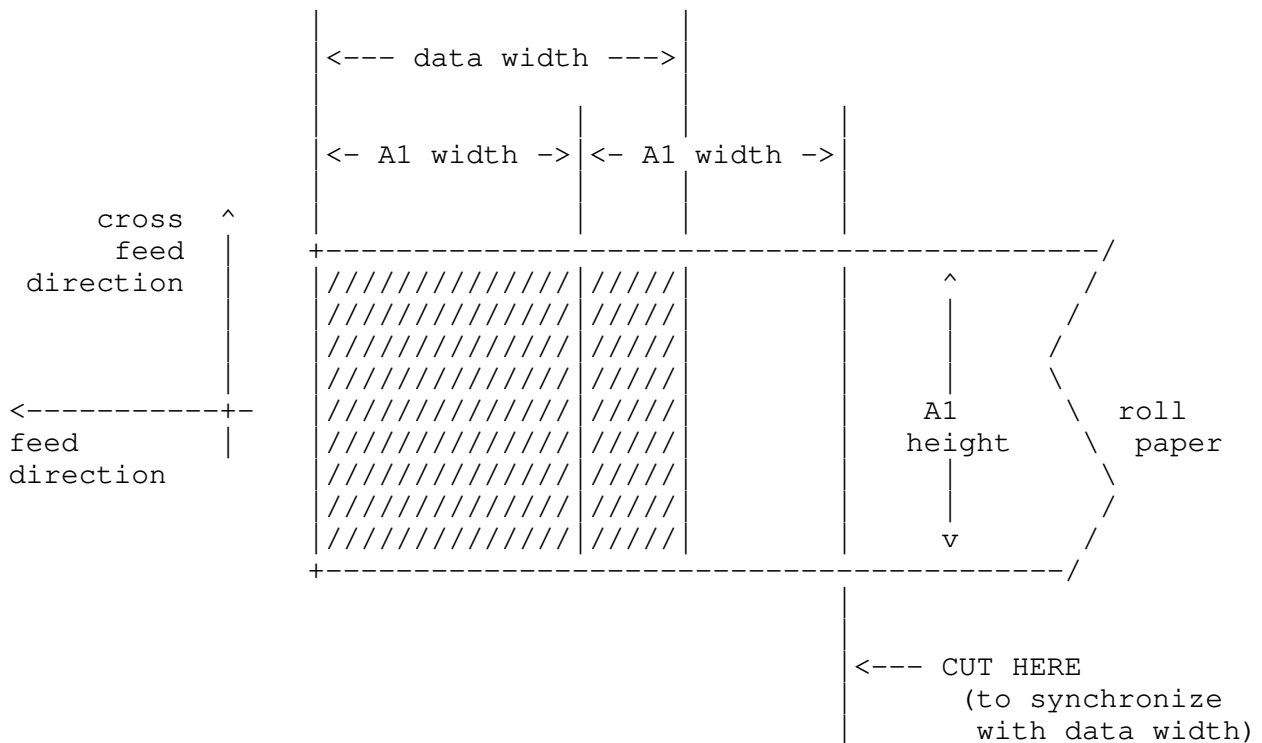 <--- data width --->
<- A1 width -> <- A1 width ->
cross ^
feed
direction
^
<-----------+-
feed
direction
A1
height
v
roll
paper
<--- CUT HERE
(to synchronize
with data width)